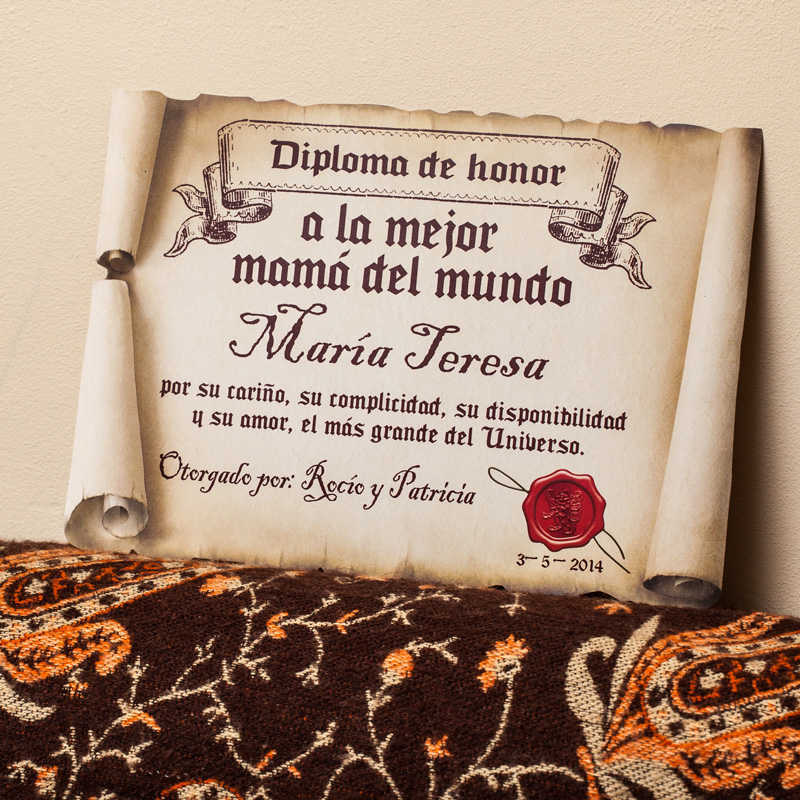 Diploma de honor
a la mejor
mamá del mundo
María Teresa
por su cariño, su complicidad, su disponibilidad
y su amor, el más grande del Universo.
Otorgado por: Rocío y Patricia
3-5-2014